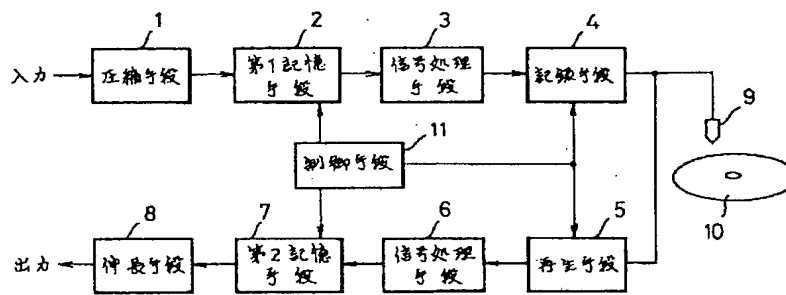 1
2
3
4
入力
圧縮手段
第1記憶
手段
信号処理
手段
記録手段
9
11
制御手段
10
8
7
6
5
出力
伸長手段
第2記憶
手段
信号処理
手段
再生手段